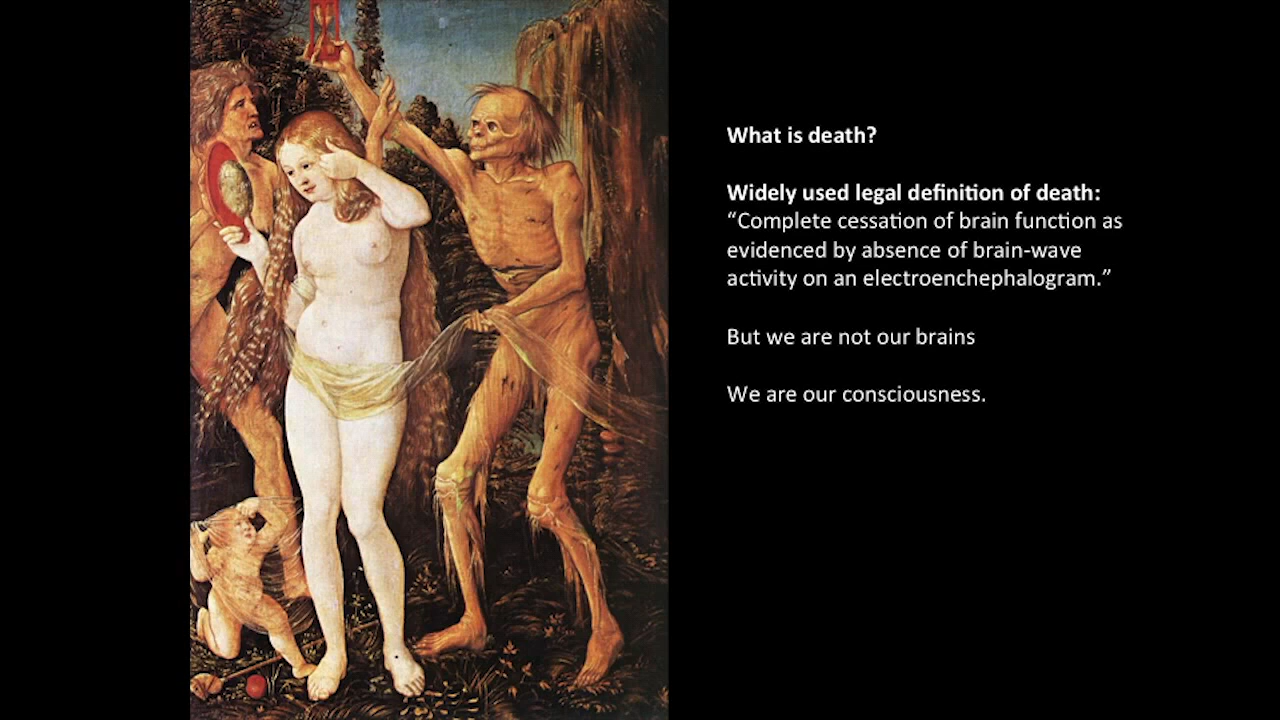 What is death?
Widely used legal definition of death:
“Complete cessation of brain function as
evidenced by absence of brain-wave
activity on an electroenchephalogram.”
But we are not our brains
We are our consciousness.